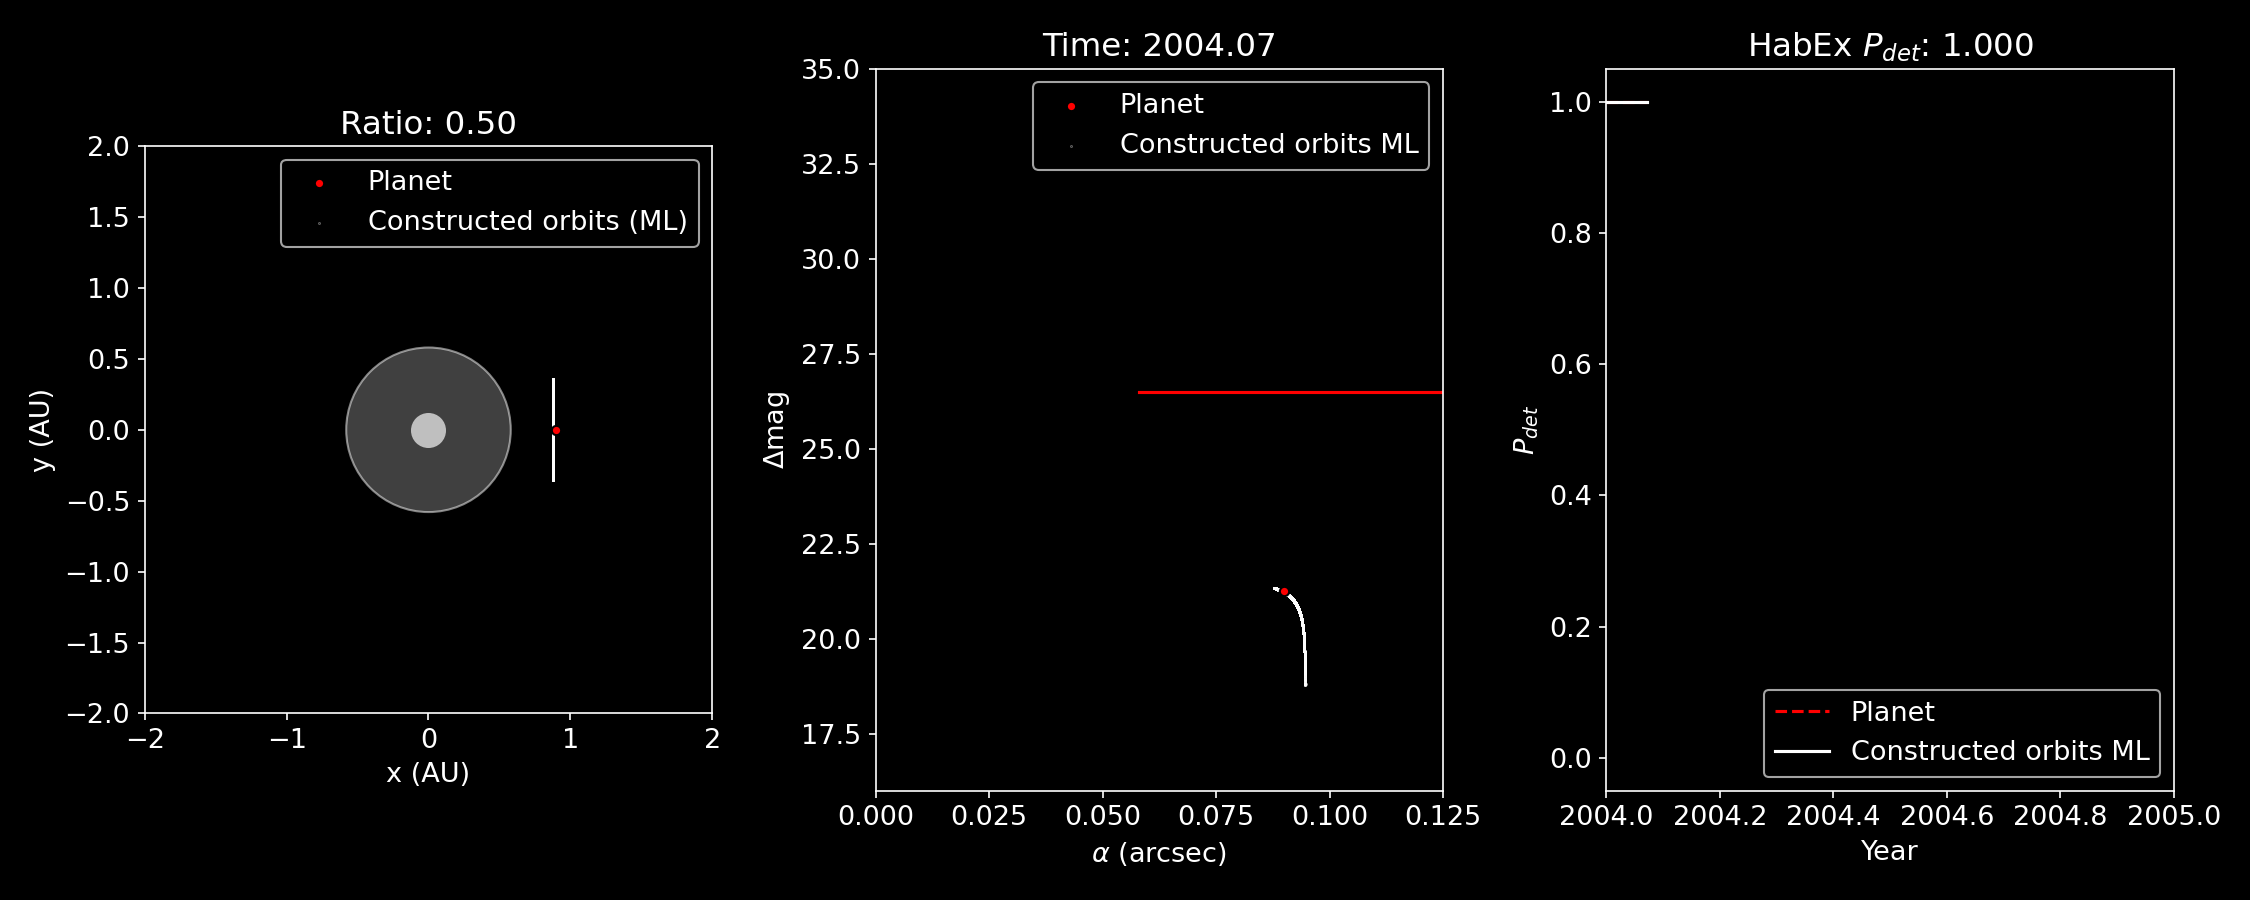 Ratio: 0.50
2.0
1.5
1.0
0.5
0.0
−0.5
−1.0
−1.5
−2.0
y (AU)
Planet
Constructed orbits (ML)
−2
−1
0
1
2
x (AU)
Time: 2004.07
35.0
32.5
30.0
27.5
25.0
22.5
20.0
17.5
Δmag
Planet
Constructed orbits ML
0.000
0.025
0.050
0.075
0.100
0.125
α (arcsec)
HabEx P_det: 1.000
1.0
0.8
0.6
0.4
0.2
0.0
P_det
Planet
Constructed orbits ML
2004.0
2004.2
2004.4
2004.6
2004.8
2005.0
Year